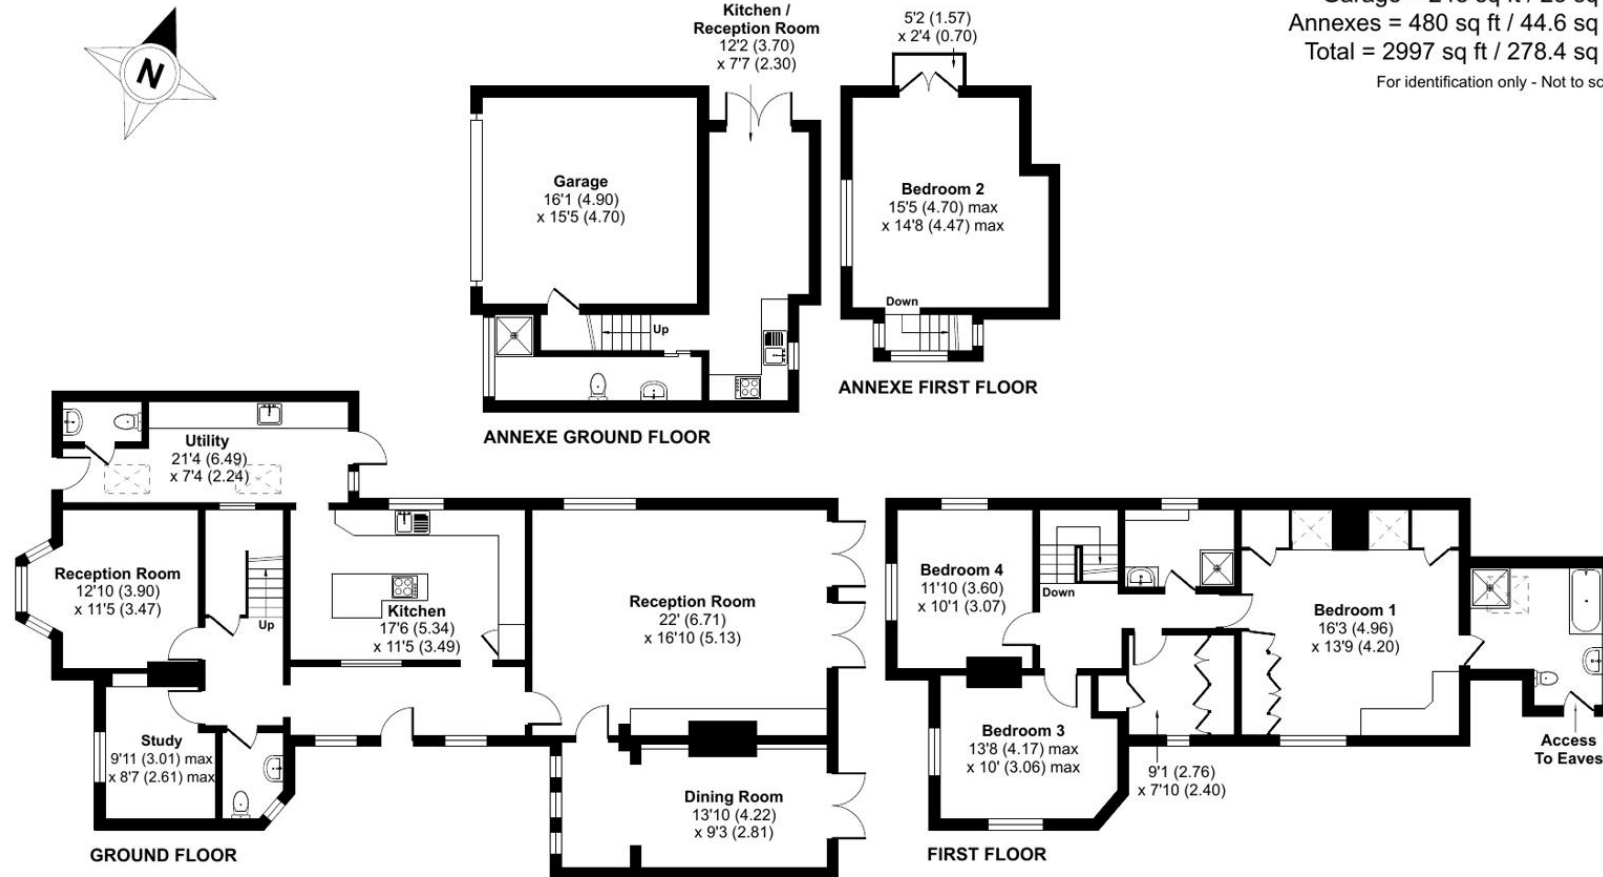 Annexes = 480 sq ft / 44.6 sq
Total = 2997 sq ft / 278.4 sq
For identification only - Not to sc
N
Kitchen /
Reception Room
12'2 (3.70)
x 7'7 (2.30)
5'2 (1.57)
x 2'4 (0.70)
Garage
16'1 (4.90)
x 15'5 (4.70)
Up
Bedroom 2
15'5 (4.70) max
x 14'8 (4.47) max
Down
ANNEXE FIRST FLOOR
ANNEXE GROUND FLOOR
Utility
21'4 (6.49)
x 7'4 (2.24)
Reception Room
12'10 (3.90)
x 11'5 (3.47)
Up
Kitchen
17'6 (5.34)
x 11'5 (3.49)
Reception Room
22' (6.71)
x 16'10 (5.13)
Study
9'11 (3.01) max
x 8'7 (2.61) max
Dining Room
13'10 (4.22)
x 9'3 (2.81)
GROUND FLOOR
Bedroom 4
11'10 (3.60)
x 10'1 (3.07)
Down
Bedroom 1
16'3 (4.96)
x 13'9 (4.20)
Bedroom 3
13'8 (4.17) max
x 10' (3.06) max
9'1 (2.76)
x 7'10 (2.40)
Access
To Eaves
FIRST FLOOR